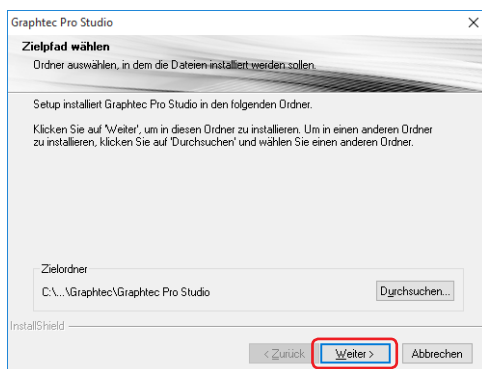 Graphtec Pro Studio
Zielpfad wählen
Ordner auswählen, in dem die Dateien installiert werden sollen.
Setup installiert Graphtec Pro Studio in den folgenden Ordner.
Klicken Sie auf 'Weiter', um in diesen Ordner zu installieren. Um in einen anderen Ordner
zu installieren, klicken Sie auf 'Durchsuchen' und wählen Sie einen anderen Ordner.
Zielordner
C:\...\Graphtec\Graphtec Pro Studio
Durchsuchen...
InstallShield
< Zurück
Weiter >
Abbrechen